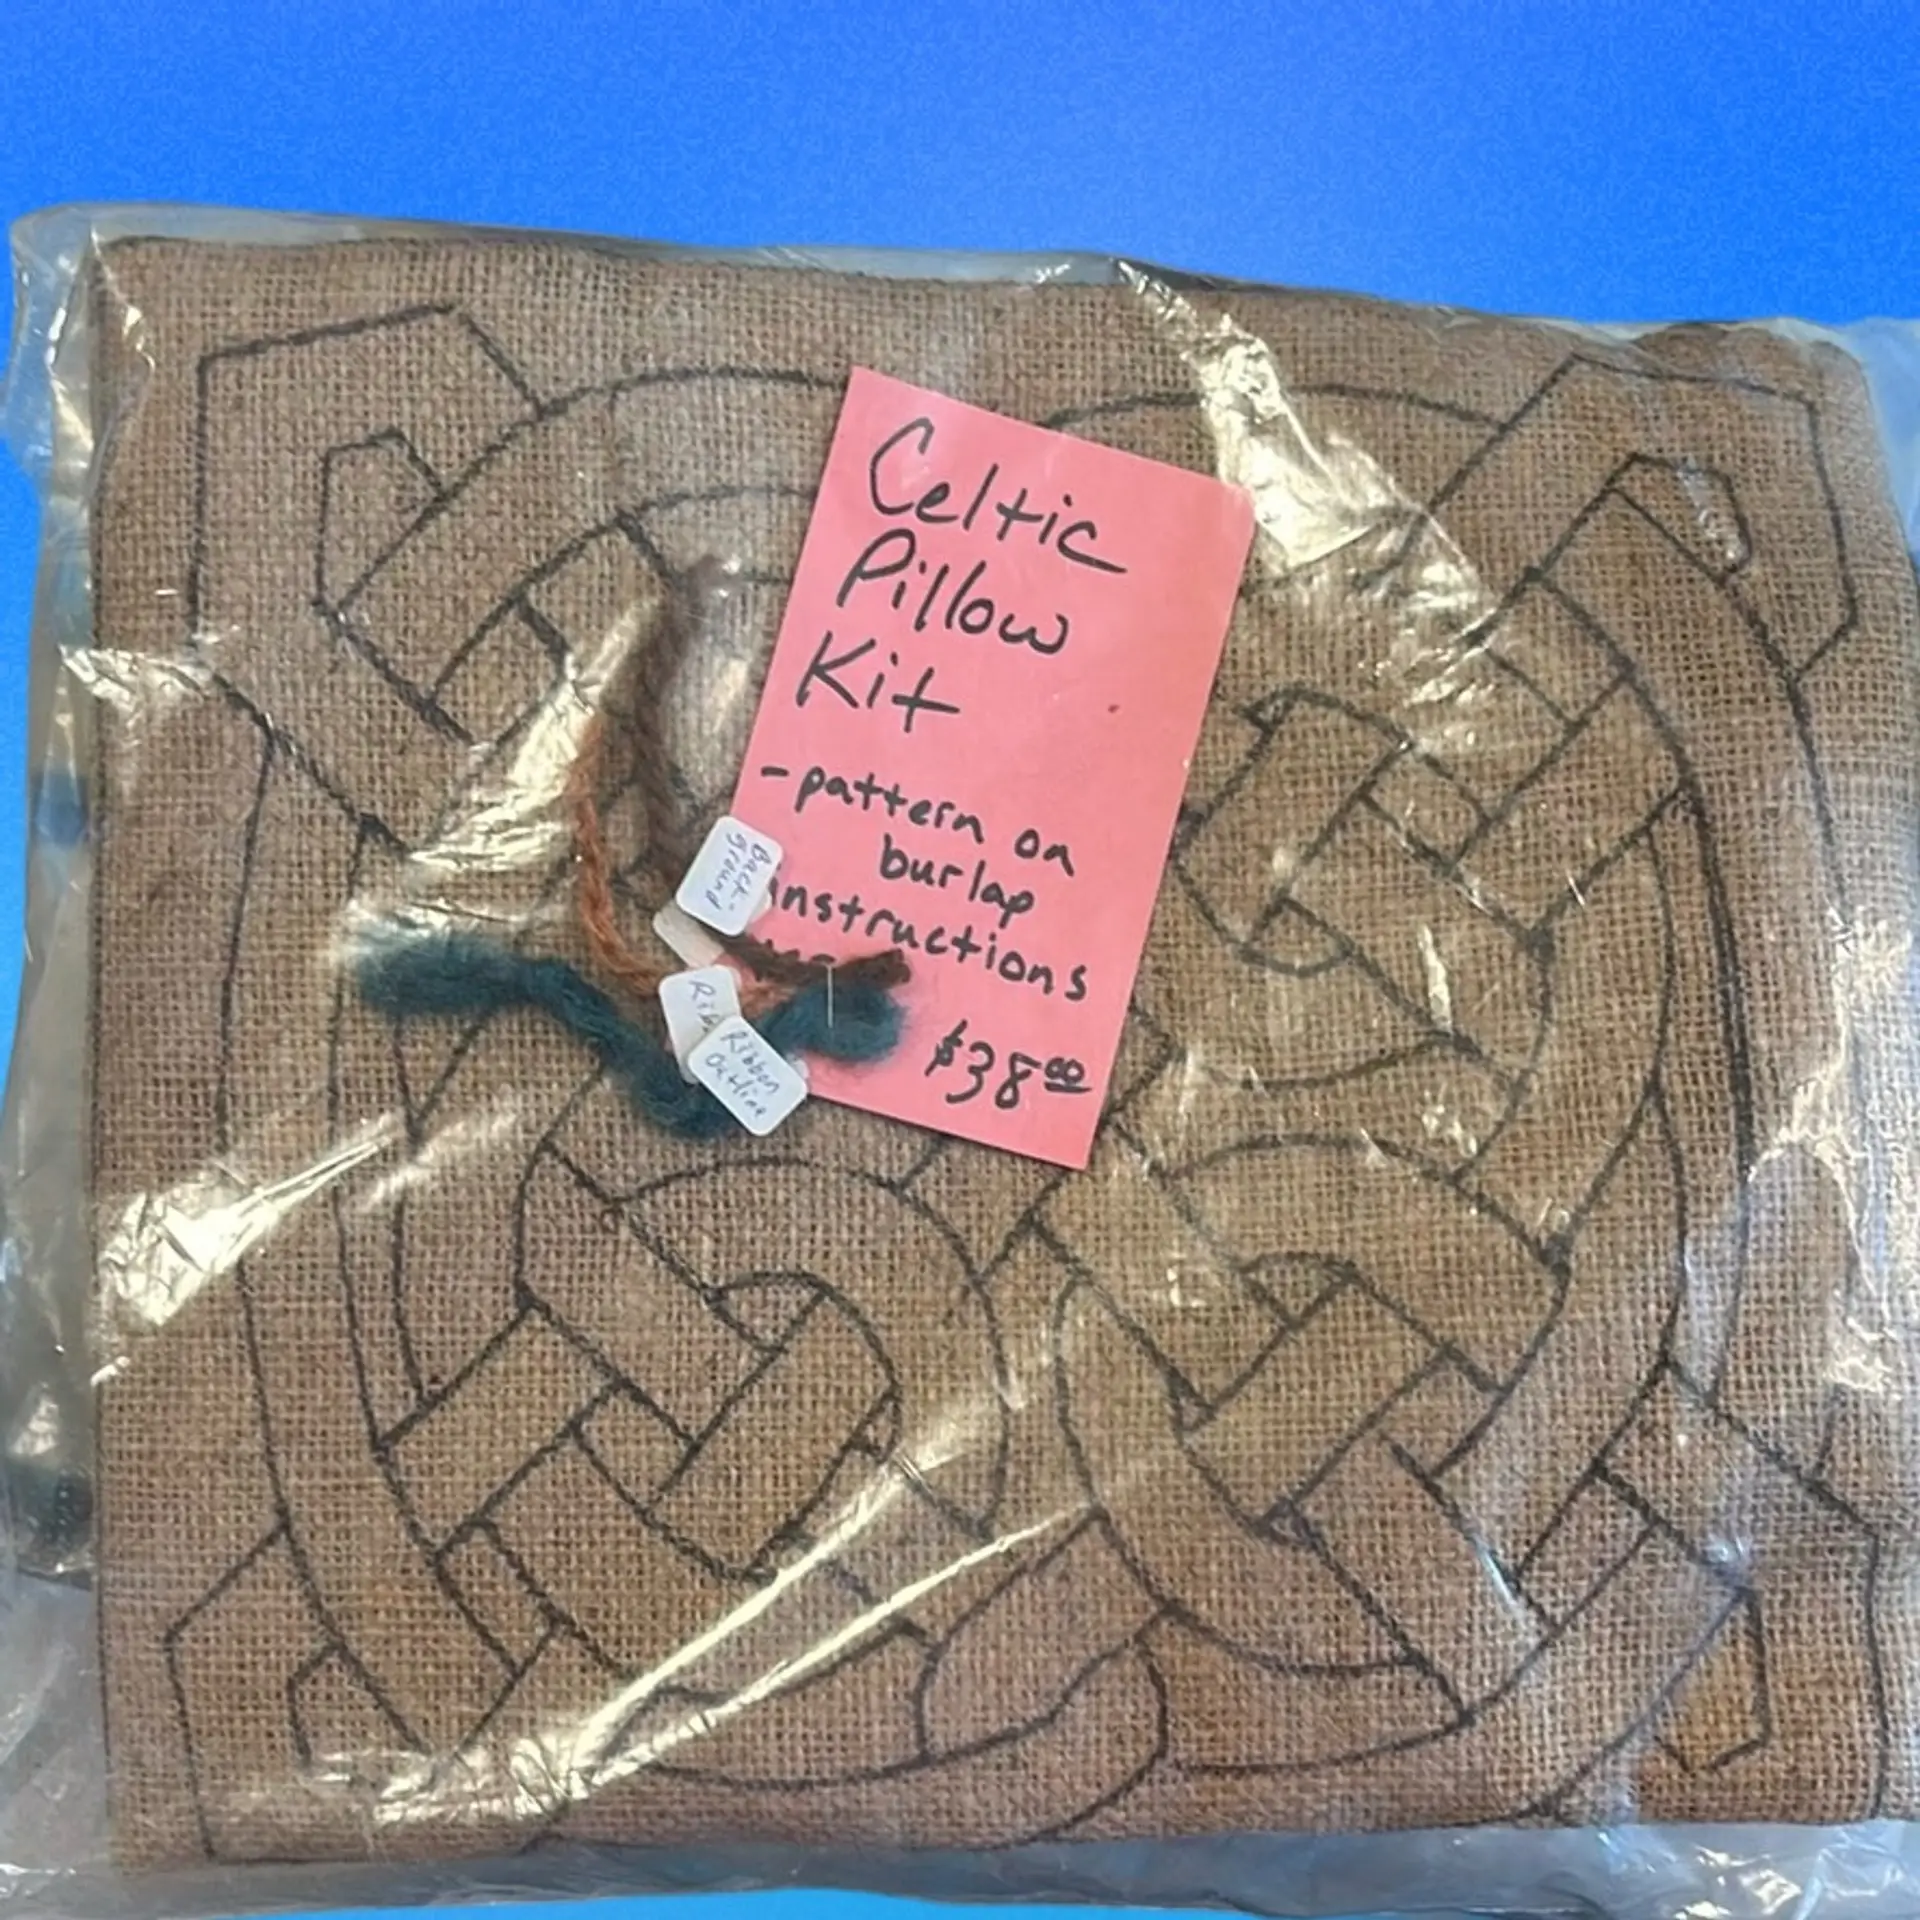 Celtic
Pillow
Kit
- pattern on
burlap
instructions
$38.00
Back-
ground
Ribbon
Outline